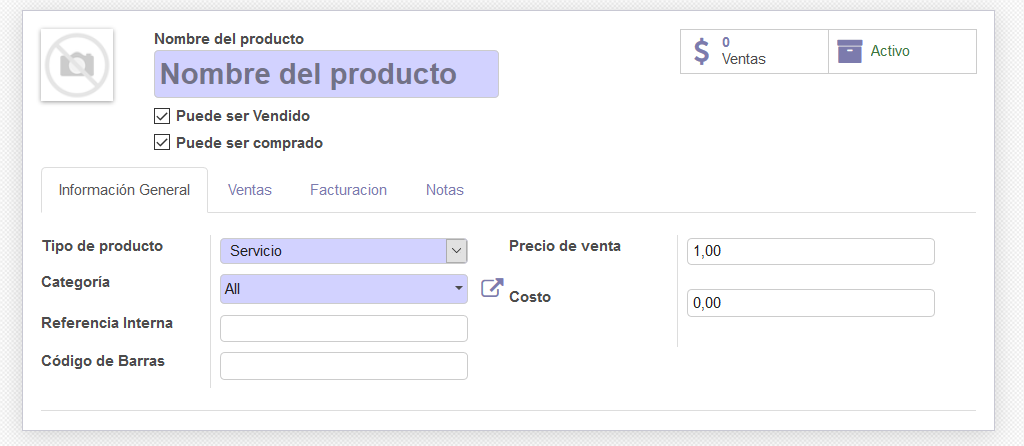 Nombre del producto
Nombre del producto
Puede ser Vendido
Puede ser comprado
0
Ventas
Activo
Información General
Ventas
Facturacion
Notas
Tipo de producto
Servicio
Categoría
All
Referencia Interna
Código de Barras
Precio de venta
1,00
Costo
0,00